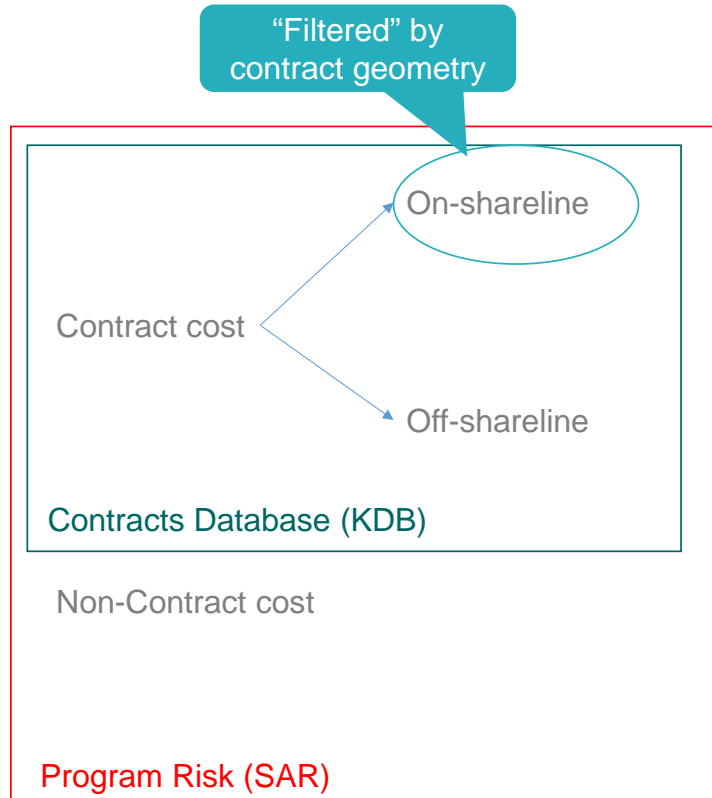 “Filtered” by
contract geometry
On-shareline
Contract cost
Off-shareline
Contracts Database (KDB)
Non-Contract cost
Program Risk (SAR)